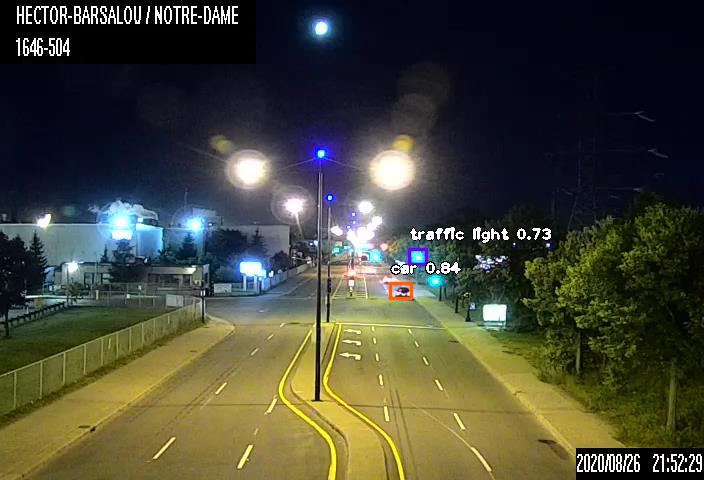 HECTOR-BARSALOU / NOTRE-DAME
1646-504
traffic light 0.73
car 0.84
2020/08/26 21:52:29